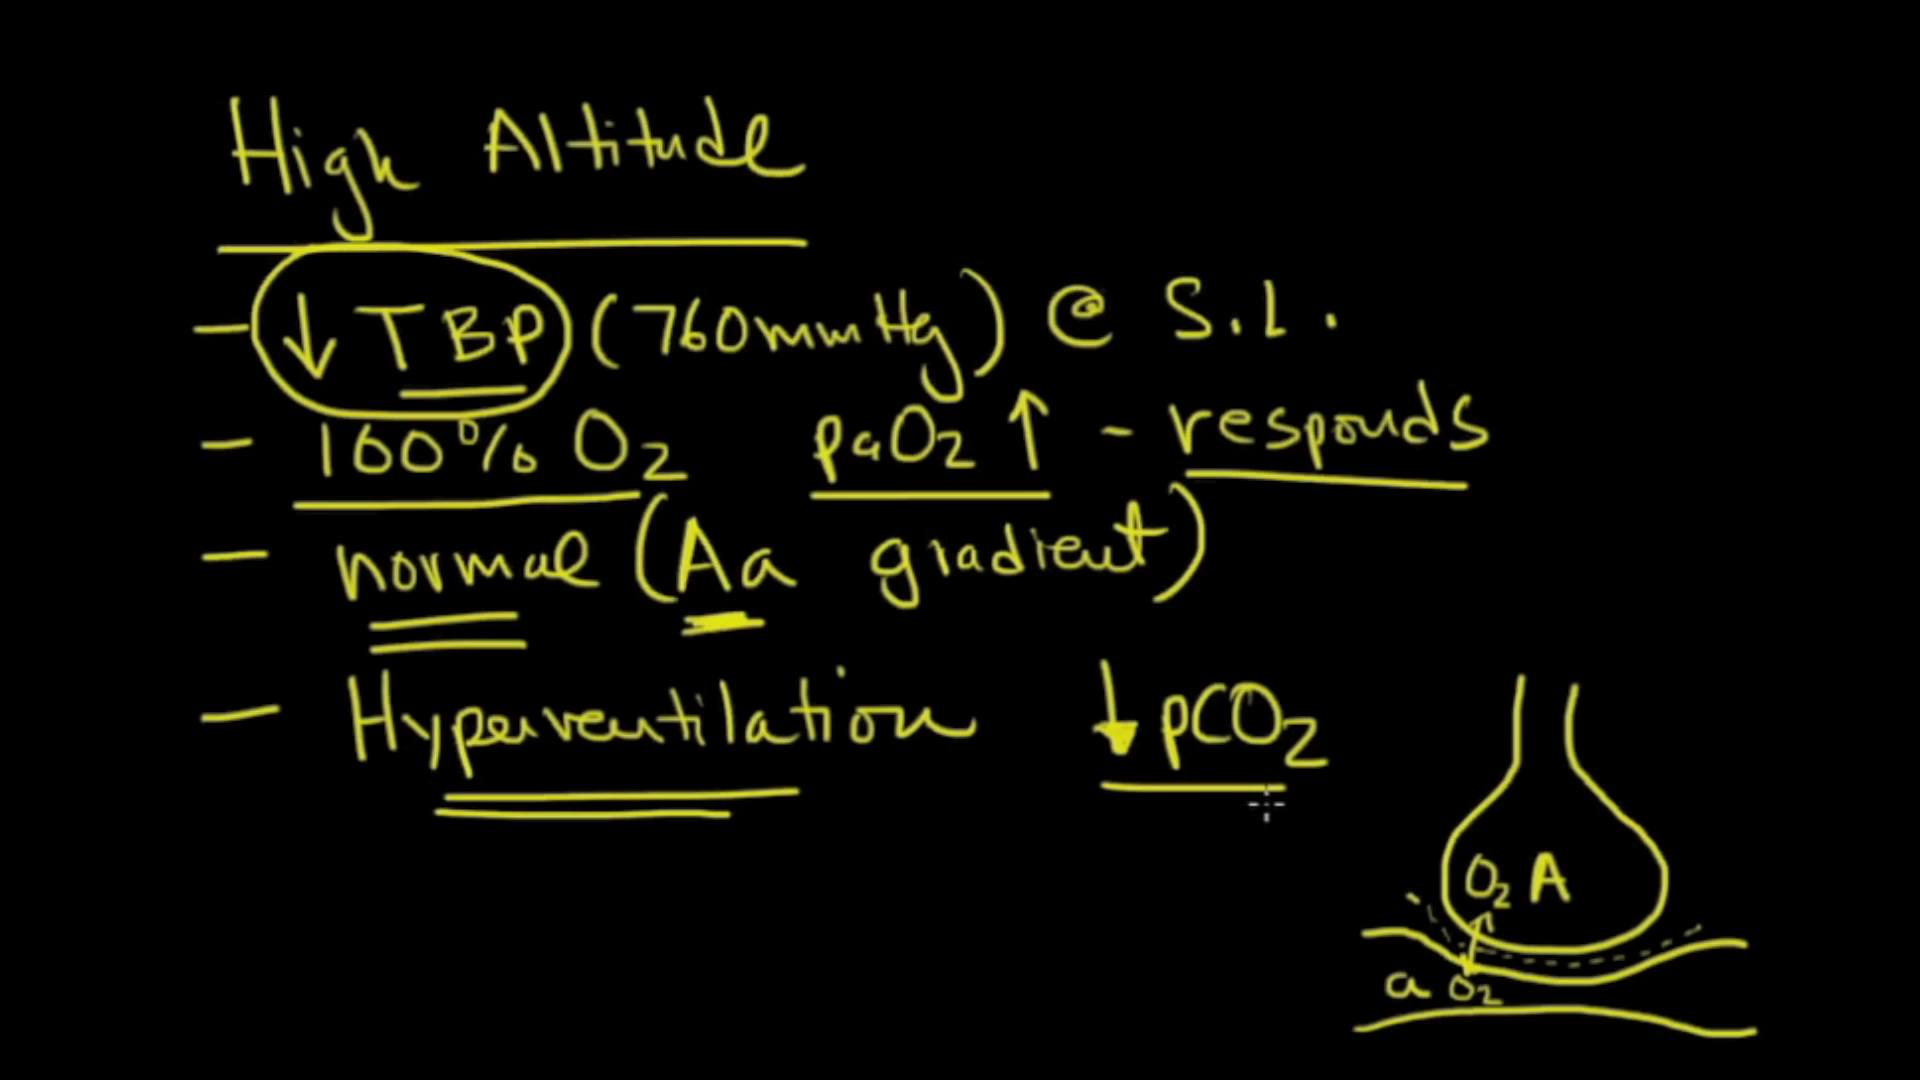 High Altitude
- ↓ TBP (760mmHg) @ S.L.
- 100% O2 paO2 ↑ - responds
- normal (Aa gradient)
- Hyperventilation ↓ pCO2
O2 A
a O2